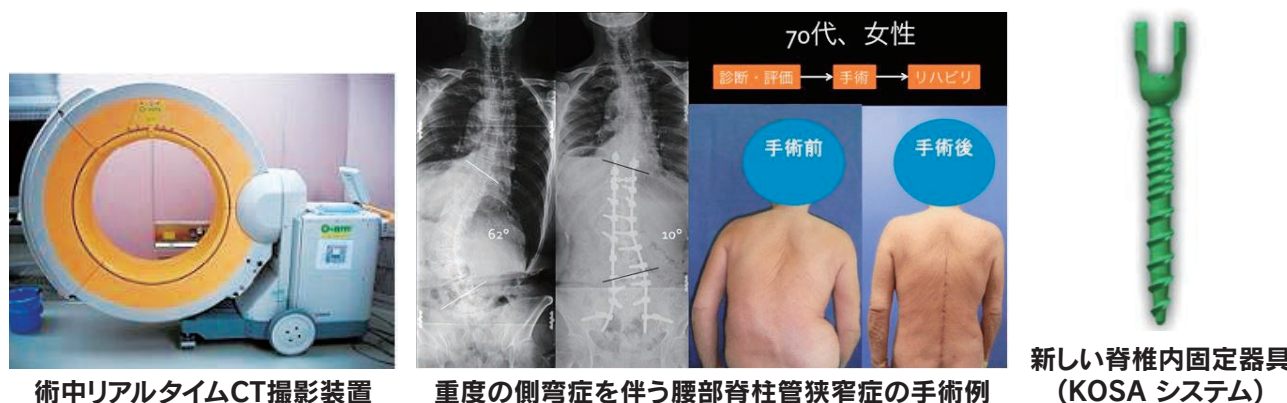 O-arm
O-arm
術中リアルタイムCT撮影装置
62°
10°
70代、女性
診断・評価
手術
リハビリ
手術前
手術後
重度の側弯症を伴う腰部脊柱管狭窄症の手術例
新しい脊椎内固定器具
(KOSA システム)